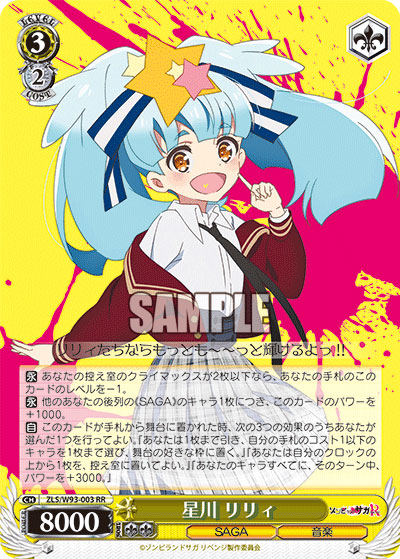 LEVEL
3
2
COST
SAMPLE
リリィたちならもっとも〜〜っと輝けるよっ!!
永 あなたの控え室のクライマックスが2枚以下なら、あなたの手札のこ
のカードのレベルを-1。
永 他のあなたの後列の《SAGA》のキャラ1枚につき、このカードのパワーを
+1000。
自 このカードが手札から舞台に置かれた時、次の3つの効果のうちあなたが
選んだ1つを行ってよい。『あなたは1枚まで引き、自分の手札のコスト1以下
のキャラを1枚まで選び、舞台の好きな枠に置く。』『あなたは自分のクロック
の上から1枚を、控え室に置いてよい。』『あなたのキャラすべてに、そのターン中、
パワーを+3000。』
CH ZLS/W93-003 RR
星川 リリィ
ゾンビランドサガR
POWER
8000
SOUL
SAGA
音楽
©ゾンビランドサガ リベンジ製作委員会